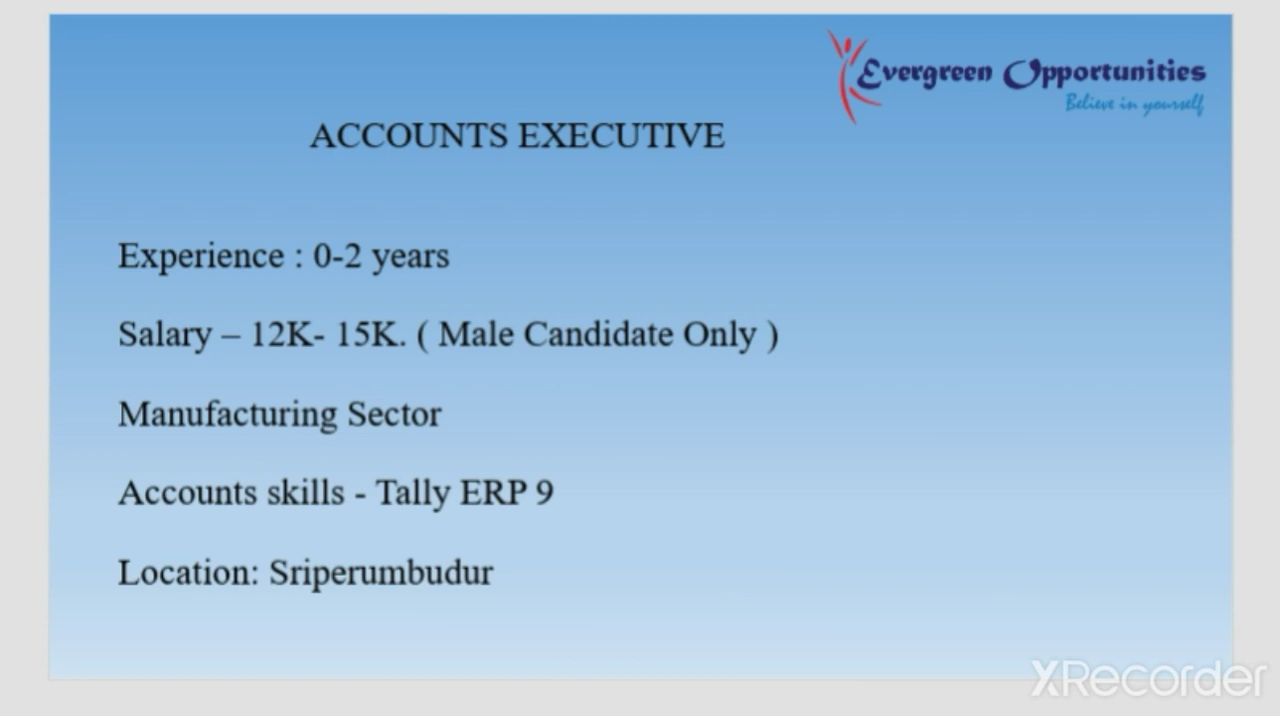 Evergreen Opportunities
Believe in yourself
ACCOUNTS EXECUTIVE
Experience : 0-2 years
Salary – 12K- 15K. ( Male Candidate Only )
Manufacturing Sector
Accounts skills - Tally ERP 9
Location: Sriperumbudur
XRecorder